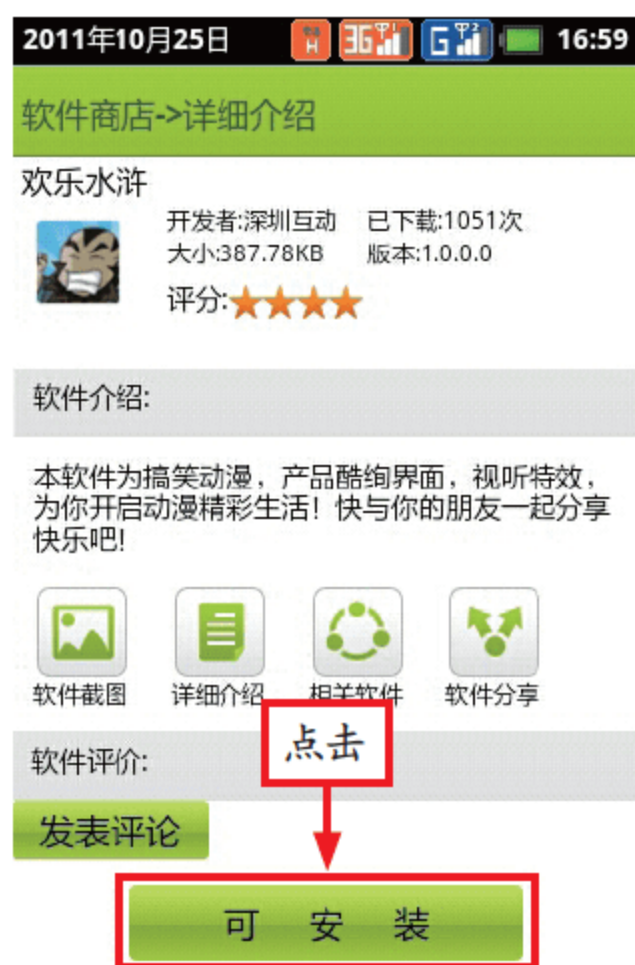 2011年10月25日 H 3G 1 G 2 16:59
软件商店->详细介绍
欢乐水浒
开发者:深圳互动 已下载:1051次
大小:387.78KB 版本:1.0.0.0
评分:
软件介绍:
本软件为搞笑动漫，产品酷绚界面，视听特效，
为你开启动漫精彩生活！快与你的朋友一起分享
快乐吧!
软件截图 详细介绍 相关软件 软件分享
点击
软件评价:
发表评论
可 安 装